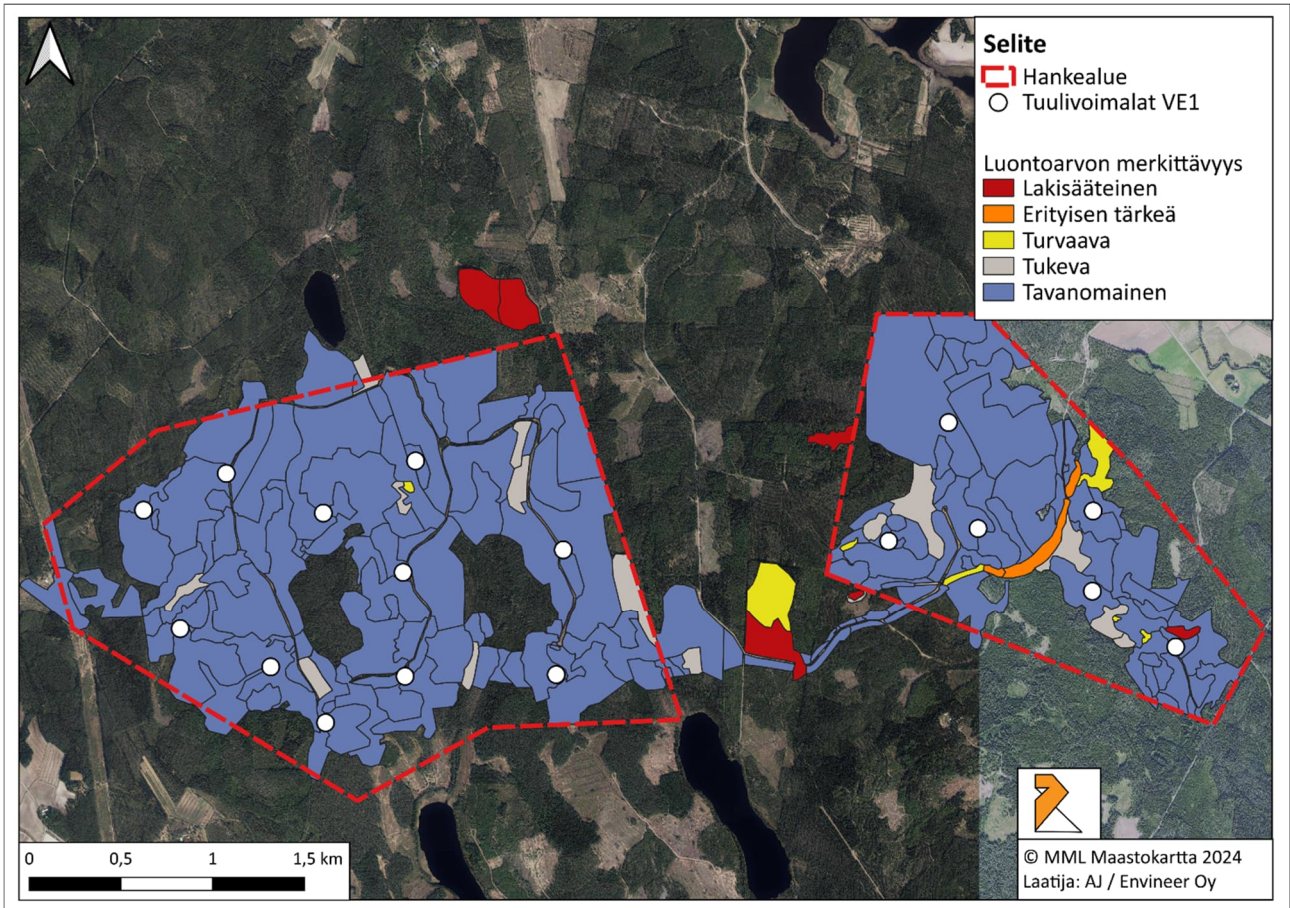 Selite
Hankealue
Tuulivoimalat VE1
Luontoarvon merkittävyys
Lakisääteinen
Erityisen tärkeä
Turvaava
Tukeva
Tavanomainen
0 0,5 1 1,5 km
© MML Maastokartta 2024
Laatija: AJ / Envineer Oy